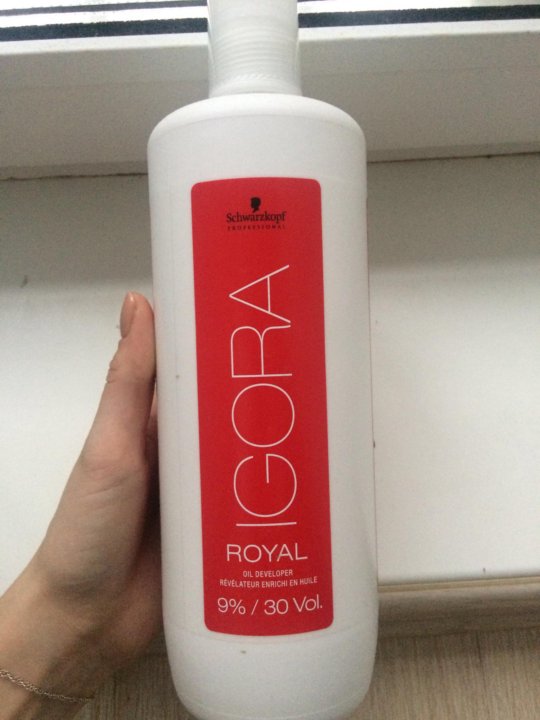 Schwarzkopf
PROFESSIONAL
IGORA
ROYAL
OIL DEVELOPER
RÉVÉLATEUR ENRICHI EN HUILE
9% / 30 Vol.